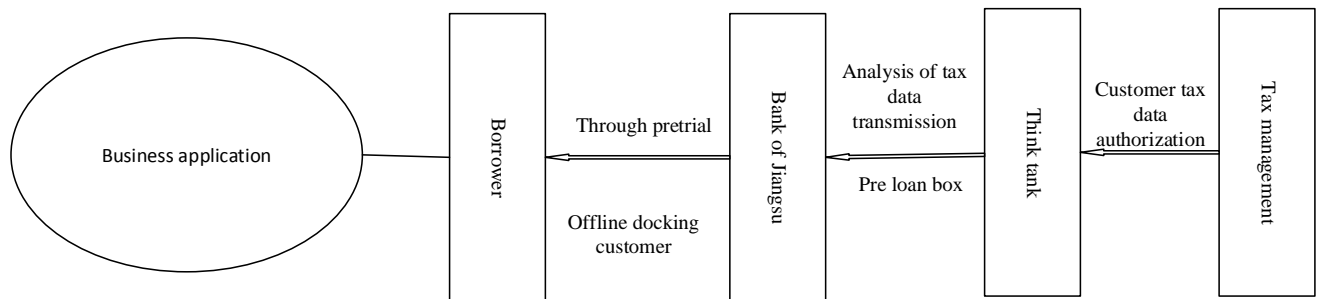 Business application
Borrower
Through pretrial
Offline docking
customer
Bank of Jiangsu
Analysis of tax
data
transmission
Pre loan box
Think tank
Customer tax
data
authorization
Tax management